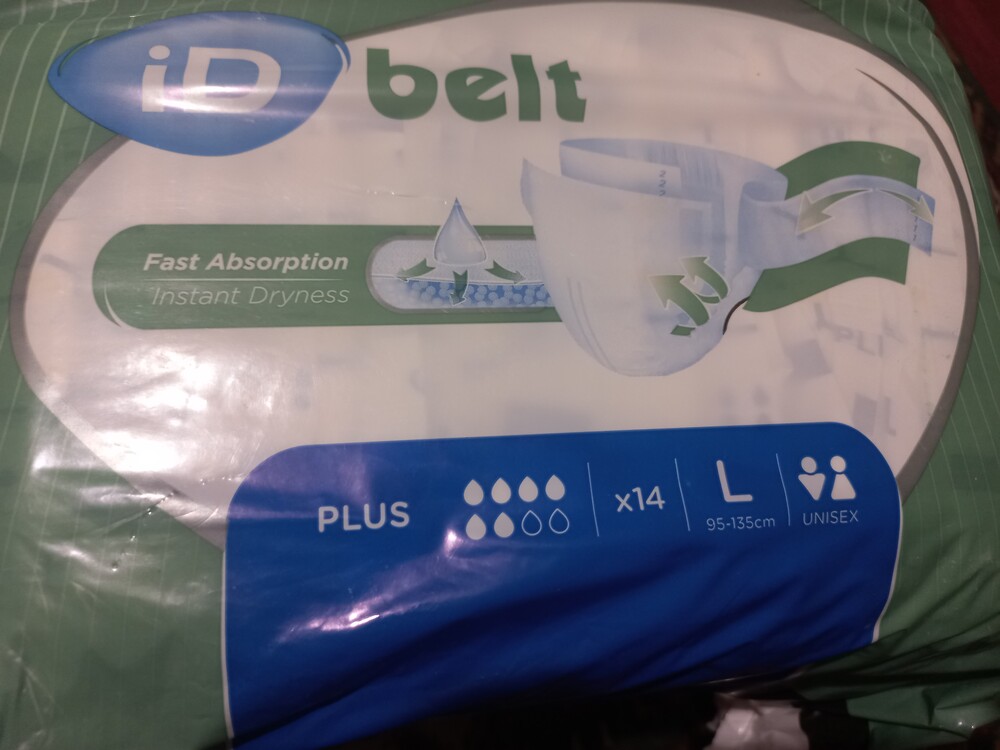 iD belt
Fast Absorption
Instant Dryness
PLUS
x14
L
95-135cm
UNISEX